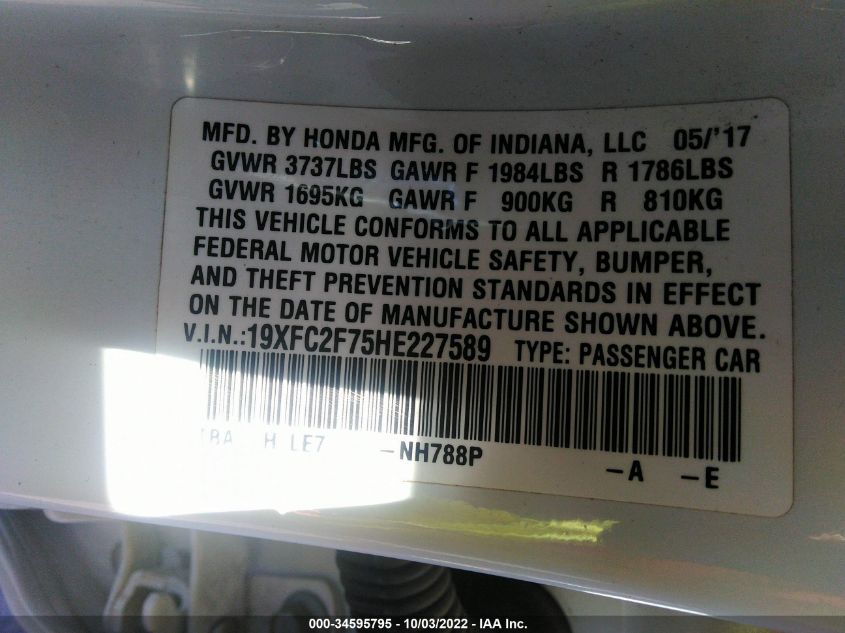 MFD. BY HONDA MFG. OF INDIANA, LLC 05/'17
GVWR 3737LBS GAWR F 1984LBS R 1786LBS
GVWR 1695KG GAWR F 900KG R 810KG
THIS VEHICLE CONFORMS TO ALL APPLICABLE
FEDERAL MOTOR VEHICLE SAFETY, BUMPER,
AND THEFT PREVENTION STANDARDS IN EFFECT
ON THE DATE OF MANUFACTURE SHOWN ABOVE.
V.I.N.:19XFC2F75HE227589 TYPE: PASSENGER CAR
-NH788P -A -E
000-34595795 - 10/03/2022 - IAA Inc.